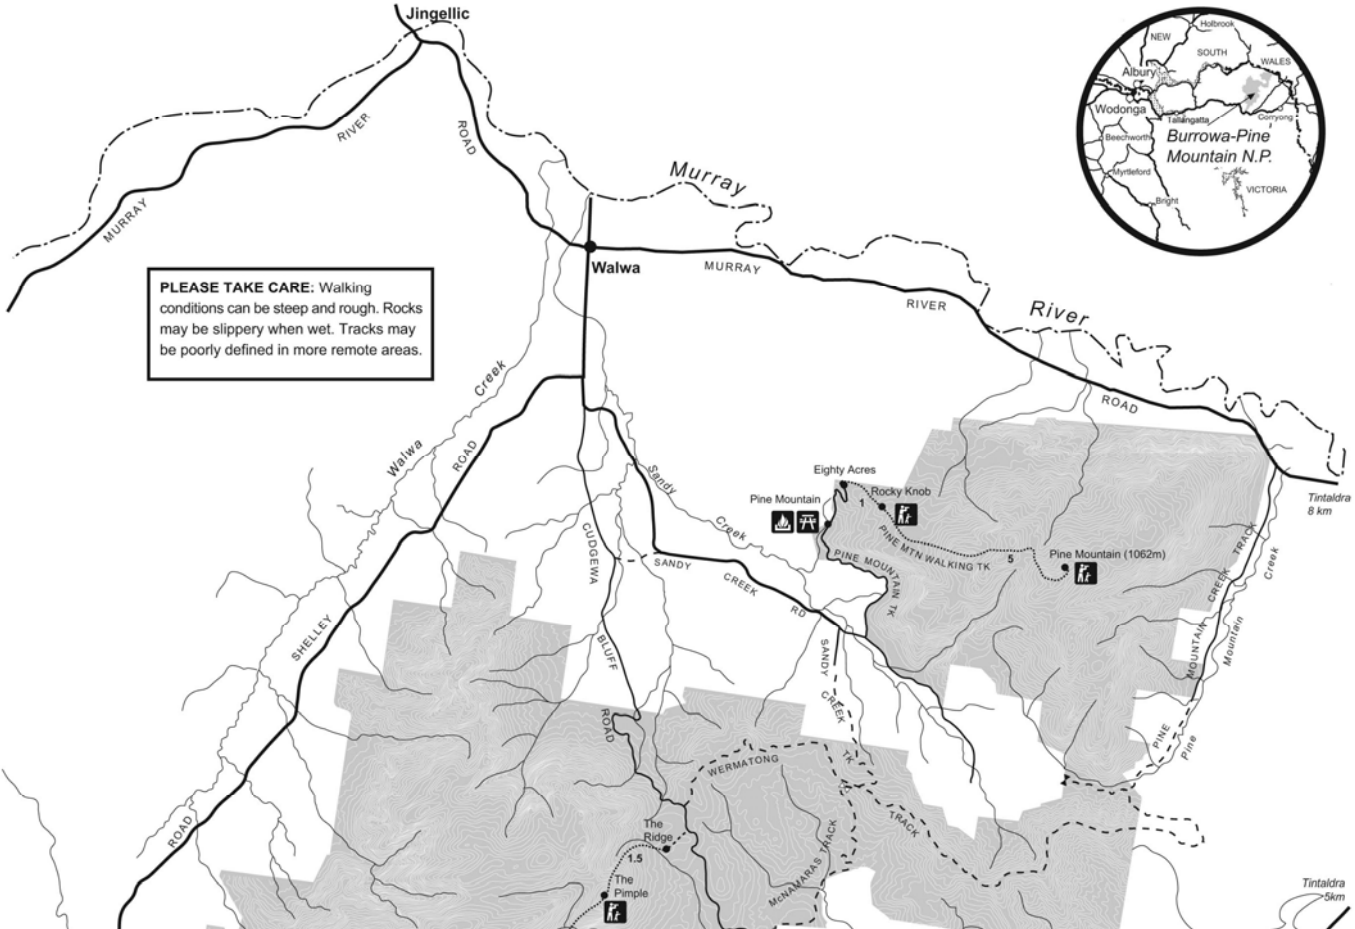 Jingellic
Holbrook
NEW
SOUTH
WALES
Albury
Wodonga
Tallangatta
Corryong
Beechworth
Burrowa-Pine
Mountain N.P.
Myrtleford
VICTORIA
Bright
RIVER
ROAD
MURRAY
Murray
Walwa
MURRAY
RIVER
River
ROAD
PLEASE TAKE CARE: Walking
conditions can be steep and rough. Rocks
may be slippery when wet. Tracks may
be poorly defined in more remote areas.
Creek
Walwa
ROAD
Sandy
Creek
Eighty Acres
Rocky Knob
Pine Mountain
1
PINE MTN WALKING TK
5
Pine Mountain (1062m)
Tintaldra
8 km
CUDGEWA
SANDY
CREEK
RD
PINE MOUNTAIN TK
TRACK
CREEK
MOUNTAIN
PINE
Creek
Mountain
Pine
SHELLEY
BLUFF
ROAD
SANDY
CREEK
TK
WERMATONG
TRACK
McNAMARAS TRACK
The
Ridge
1.5
The
Pimple
ROAD
Tintaldra
5km